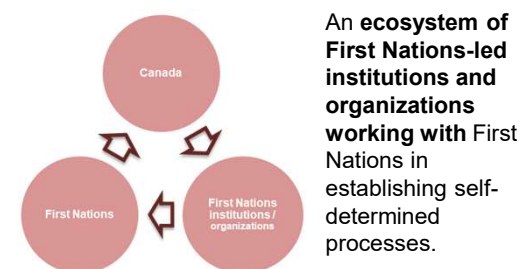 Canada
First Nations
First Nations
institutions /
organizations
An ecosystem of
First Nations-led
institutions and
organizations
working with First
Nations in
establishing self-
determined
processes.